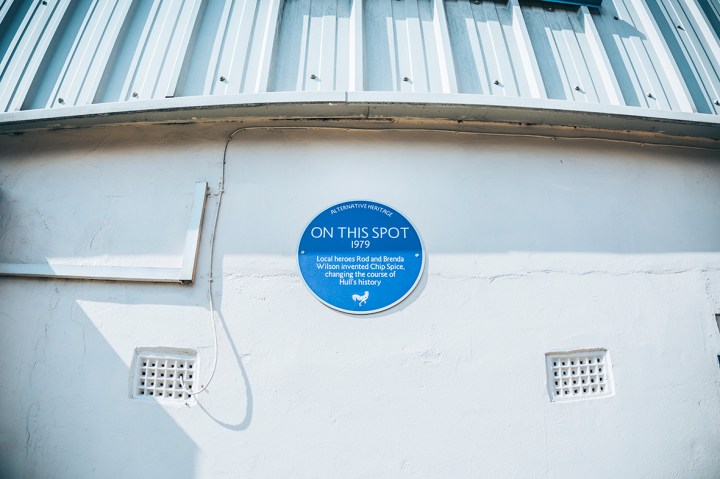 ALTERNATIVE HERITAGE
ON THIS SPOT
1979
Local heroes Rod and Brenda
Wilson invented Chip Spice,
changing the course of
Hull's history